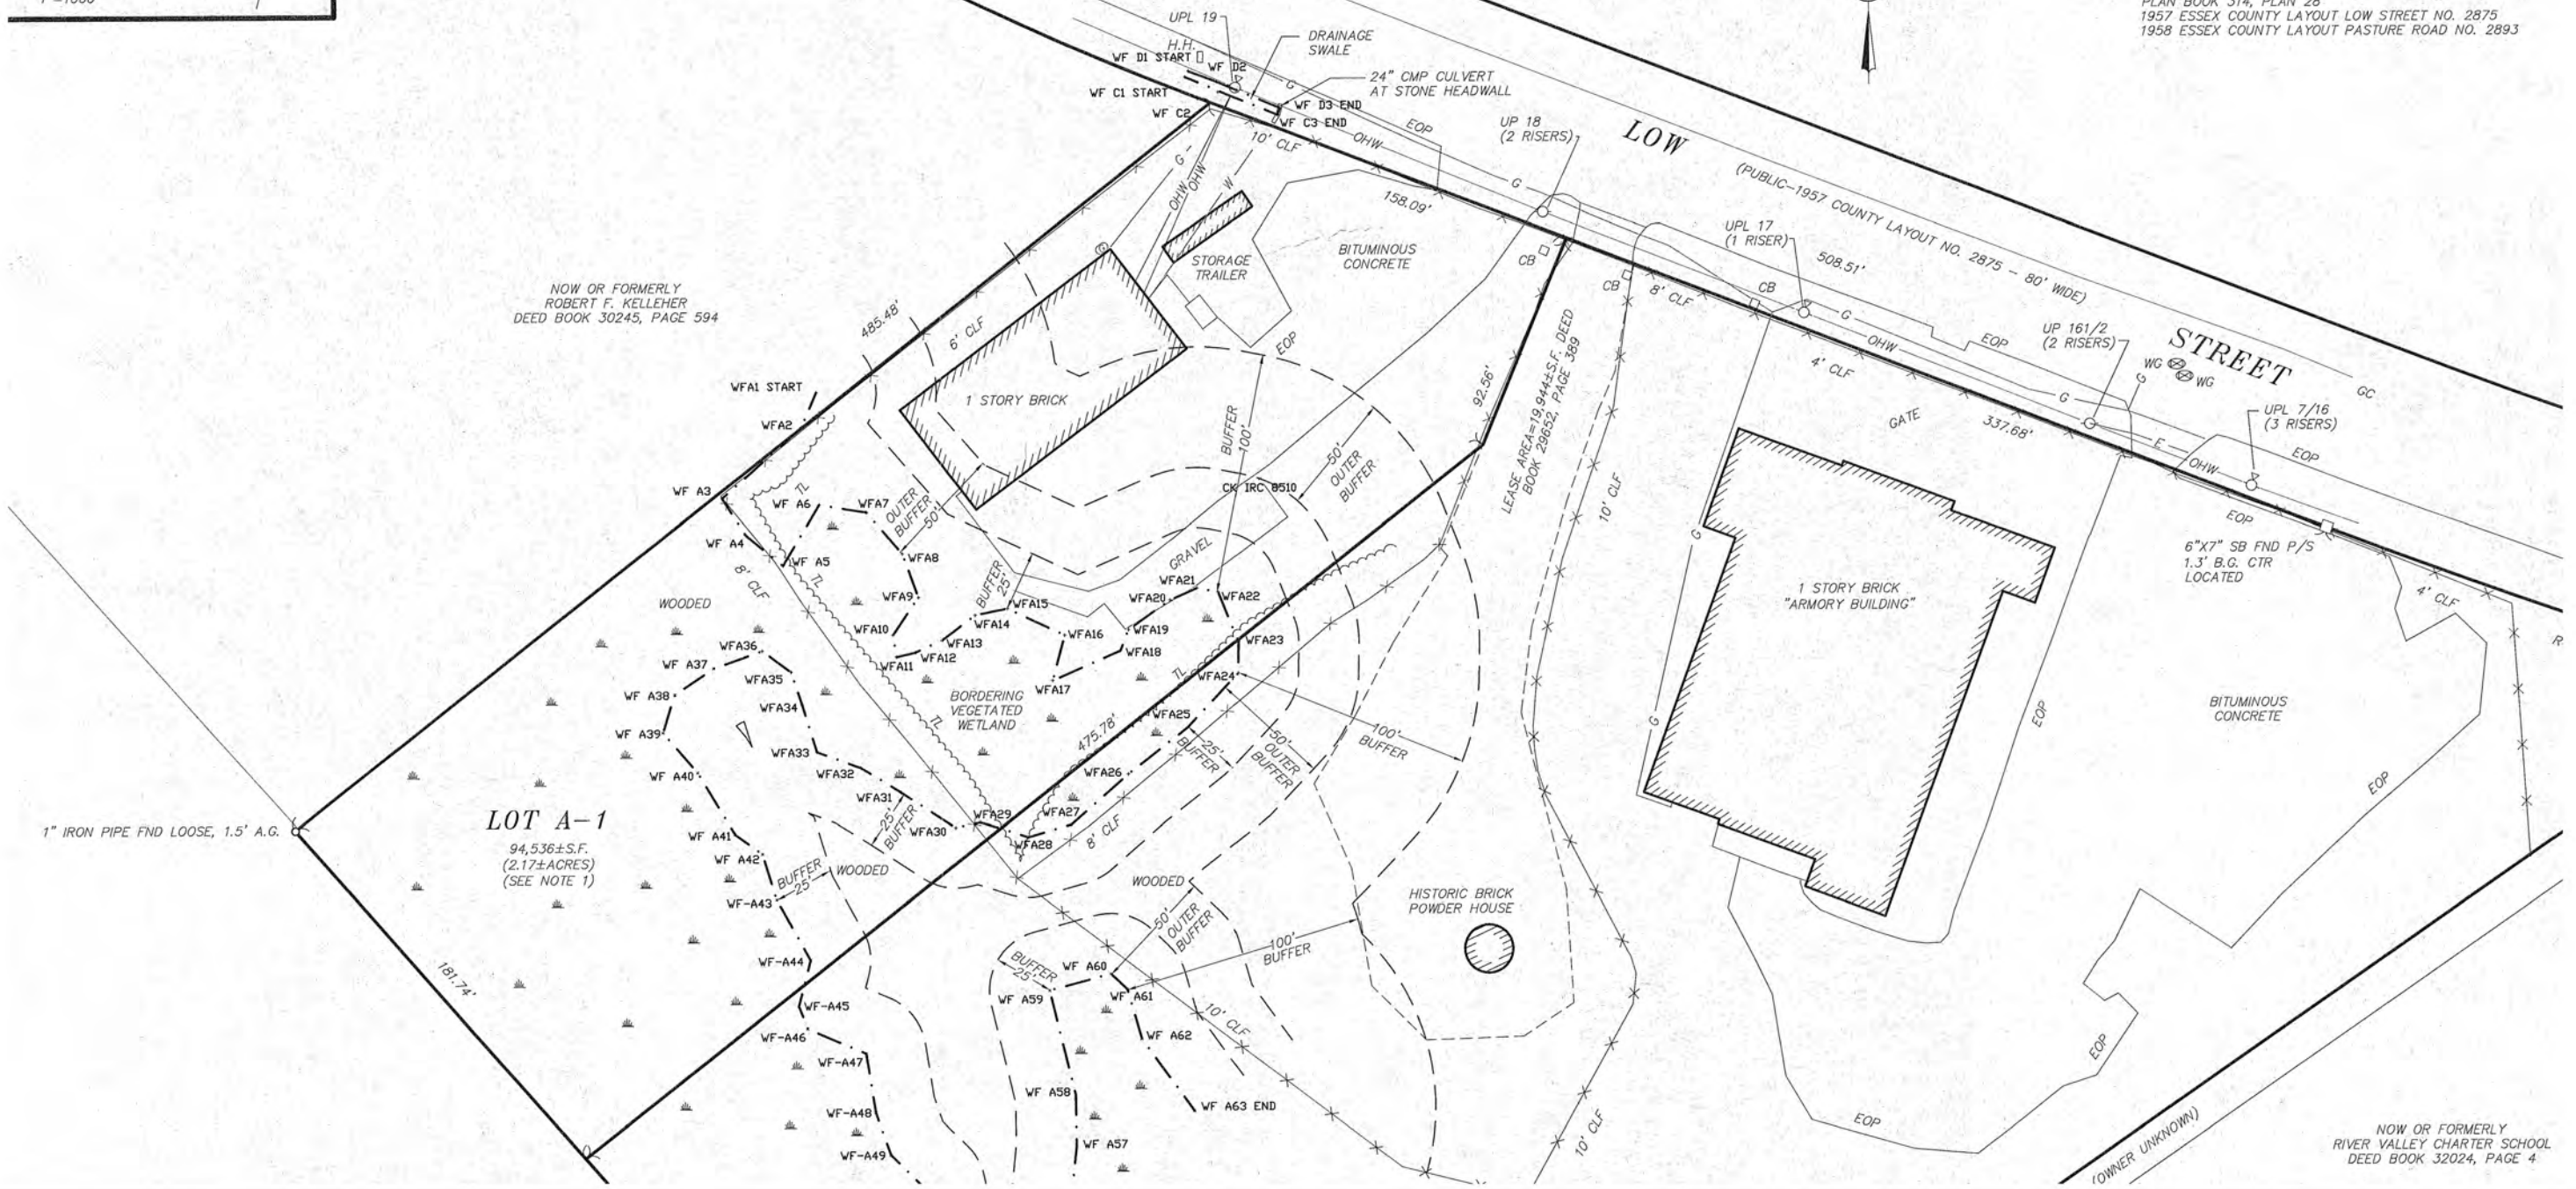 PLAN BOOK 314, PLAN 28
1957 ESSEX COUNTY LAYOUT LOW STREET NO. 2875
1958 ESSEX COUNTY LAYOUT PASTURE ROAD NO. 2893
UPL 19
H.H.
DRAINAGE
SWALE
WF D1 START
WF D2
24" CMP CULVERT
AT STONE HEADWALL
WF C1 START
WF D3 END
WF C2
WF C3 END
G
EOP
10' CLF
OHW
UP 18
(2 RISERS)
LOW
(PUBLIC-1957 COUNTY LAYOUT NO. 2875 - 80' WIDE)
STREET
G
OHW
OHW
W
158.09'
G
UPL 17
(1 RISER)
508.51'
STORAGE
TRAILER
BITUMINOUS
CONCRETE
CB
CB
8' CLF
CB
G
OHW
EOP
UP 161/2
(2 RISERS)
WG
WG
GC
NOW OR FORMERLY
ROBERT F. KELLEHER
DEED BOOK 30245, PAGE 594
485.48'
6' CLF
G
EOP
4' CLF
GATE
337.68'
G
G
E
OHW
UPL 7/16
(3 RISERS)
EOP
EOP
WFA1 START
WFA2
1 STORY BRICK
BUFFER
100'
92.56'
LEASE AREA=19,944±S.F. DEED
BOOK 29652, PAGE 389
50'
OUTER
BUFFER
CK IRC 8510
10' CLF
WF A3
WF A4
WF A5
WF A6
WFA7
OUTER
BUFFER
50'
WFA8
TL
TL
8' CLF
GRAVEL
G
6"X7" SB FND P/S
1.3' B.G. CTR
LOCATED
4' CLF
R
WOODED
WFA9
WFA10
WFA11
WFA12
WFA13
WFA14
BUFFER
25'
WFA15
WFA16
WFA17
WFA18
WFA19
WFA20
WFA21
WFA22
WFA23
WFA24
TL
1 STORY BRICK
"ARMORY BUILDING"
WFA36
WF A37
WFA35
WF A38
WFA34
WF A39
WFA33
BORDERING
VEGETATED
WETLAND
TL
475.78'
WFA25
25'
BUFFER
50'
OUTER
BUFFER
100'
BUFFER
G
EOP
BITUMINOUS
CONCRETE
WF A40
WFA32
WFA31
WFA26
WFA27
EOP
1" IRON PIPE FND LOOSE, 1.5' A.G.
LOT A-1
94,536±S.F.
(2.17±ACRES)
(SEE NOTE 1)
WF A41
WF A42
25'
BUFFER
WFA30
WFA29
WFA28
8' CLF
BUFFER
25'
WOODED
WOODED
WF-A43
HISTORIC BRICK
POWDER HOUSE
50'
OUTER
BUFFER
100'
BUFFER
WF-A44
BUFFER
25'
WF A60
WF A59
WF A61
181.74'
WF-A45
WF-A46
WF-A47
10' CLF
WF A62
EOP
WF-A48
WF A58
WF A63 END
WF-A49
WF A57
10' CLF
EOP
(OWNER UNKNOWN)
NOW OR FORMERLY
RIVER VALLEY CHARTER SCHOOL
DEED BOOK 32024, PAGE 4